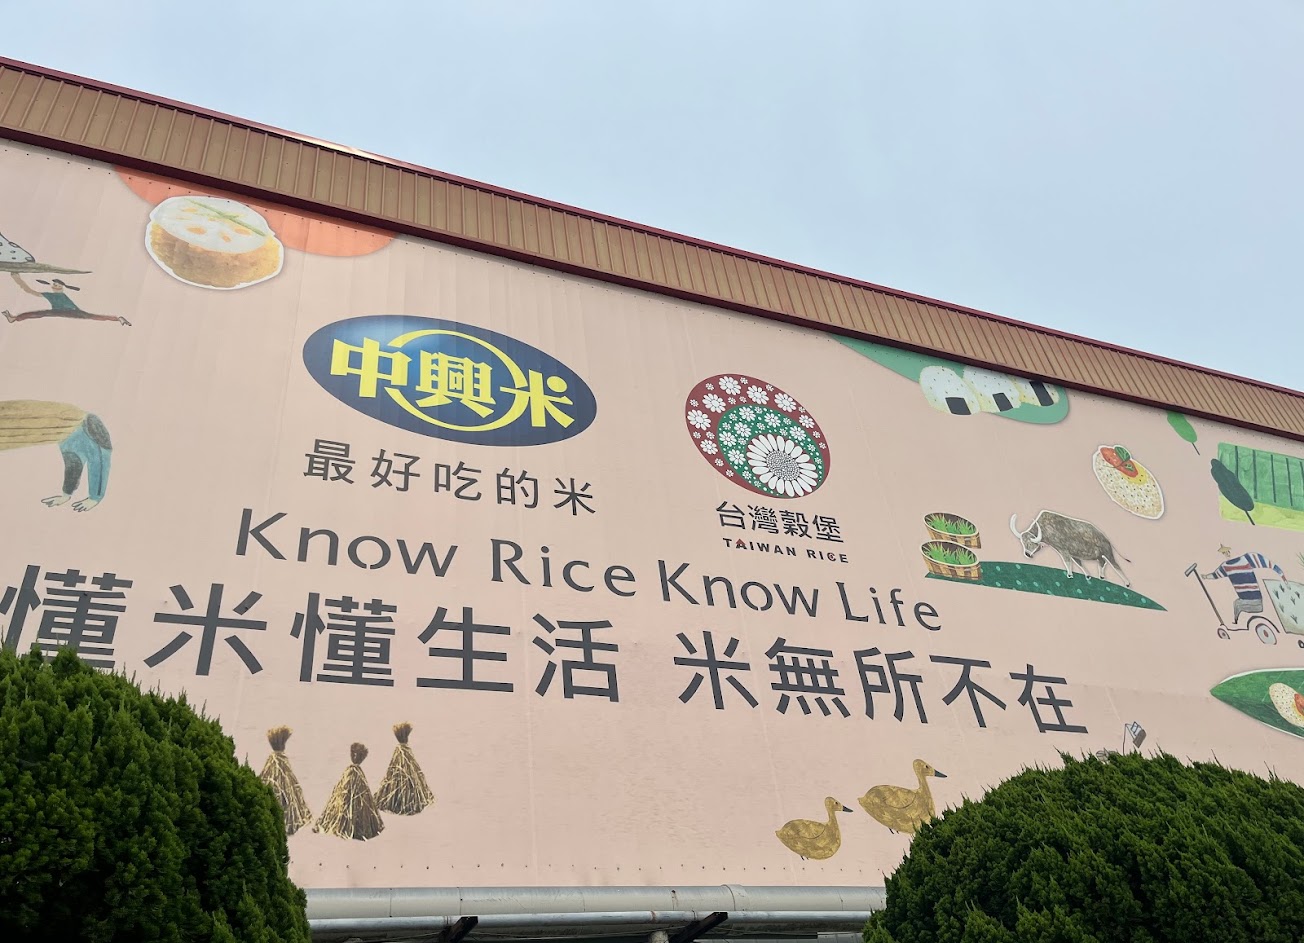 中興米
最好吃的米
台灣穀堡
TAIWAN RICE
Know Rice Know Life
懂米懂生活 米無所不在